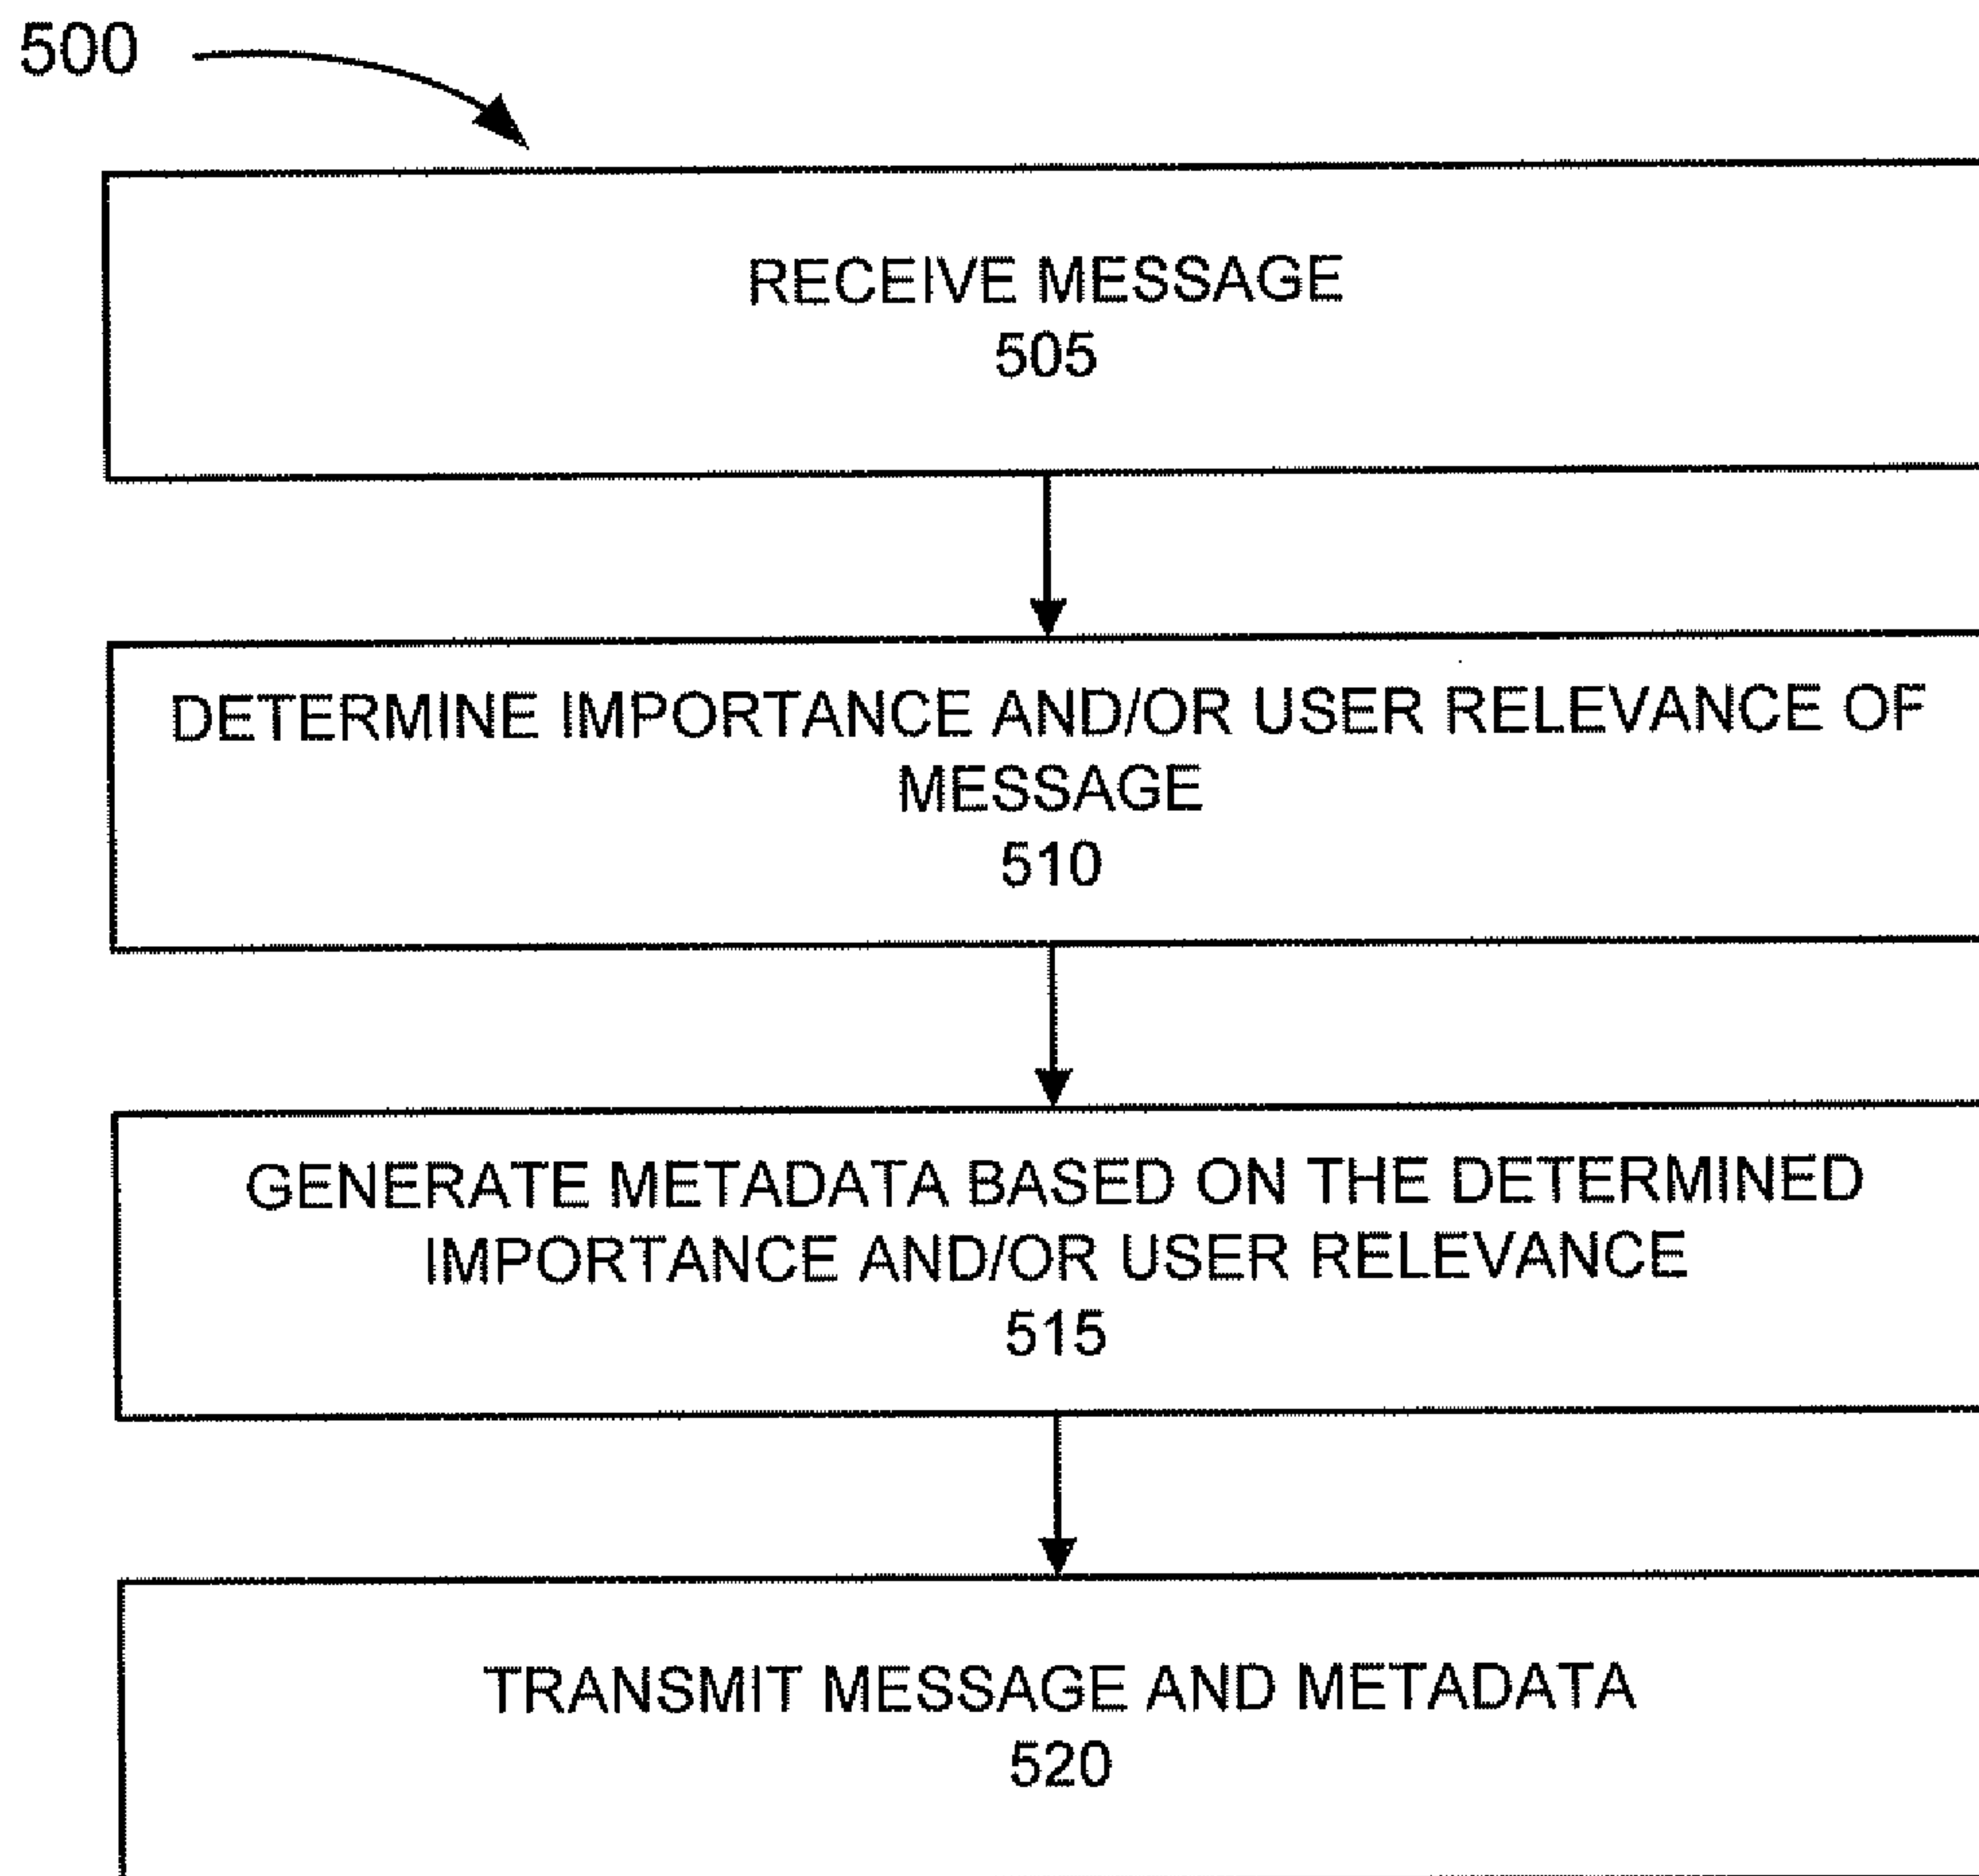 500
RECEIVE MESSAGE
505
DETERMINE IMPORTANCE AND/OR USER RELEVANCE OF
MESSAGE
510
GENERATE METADATA BASED ON THE DETERMINED
IMPORTANCE AND/OR USER RELEVANCE
515
TRANSMIT MESSAGE AND METADATA
520